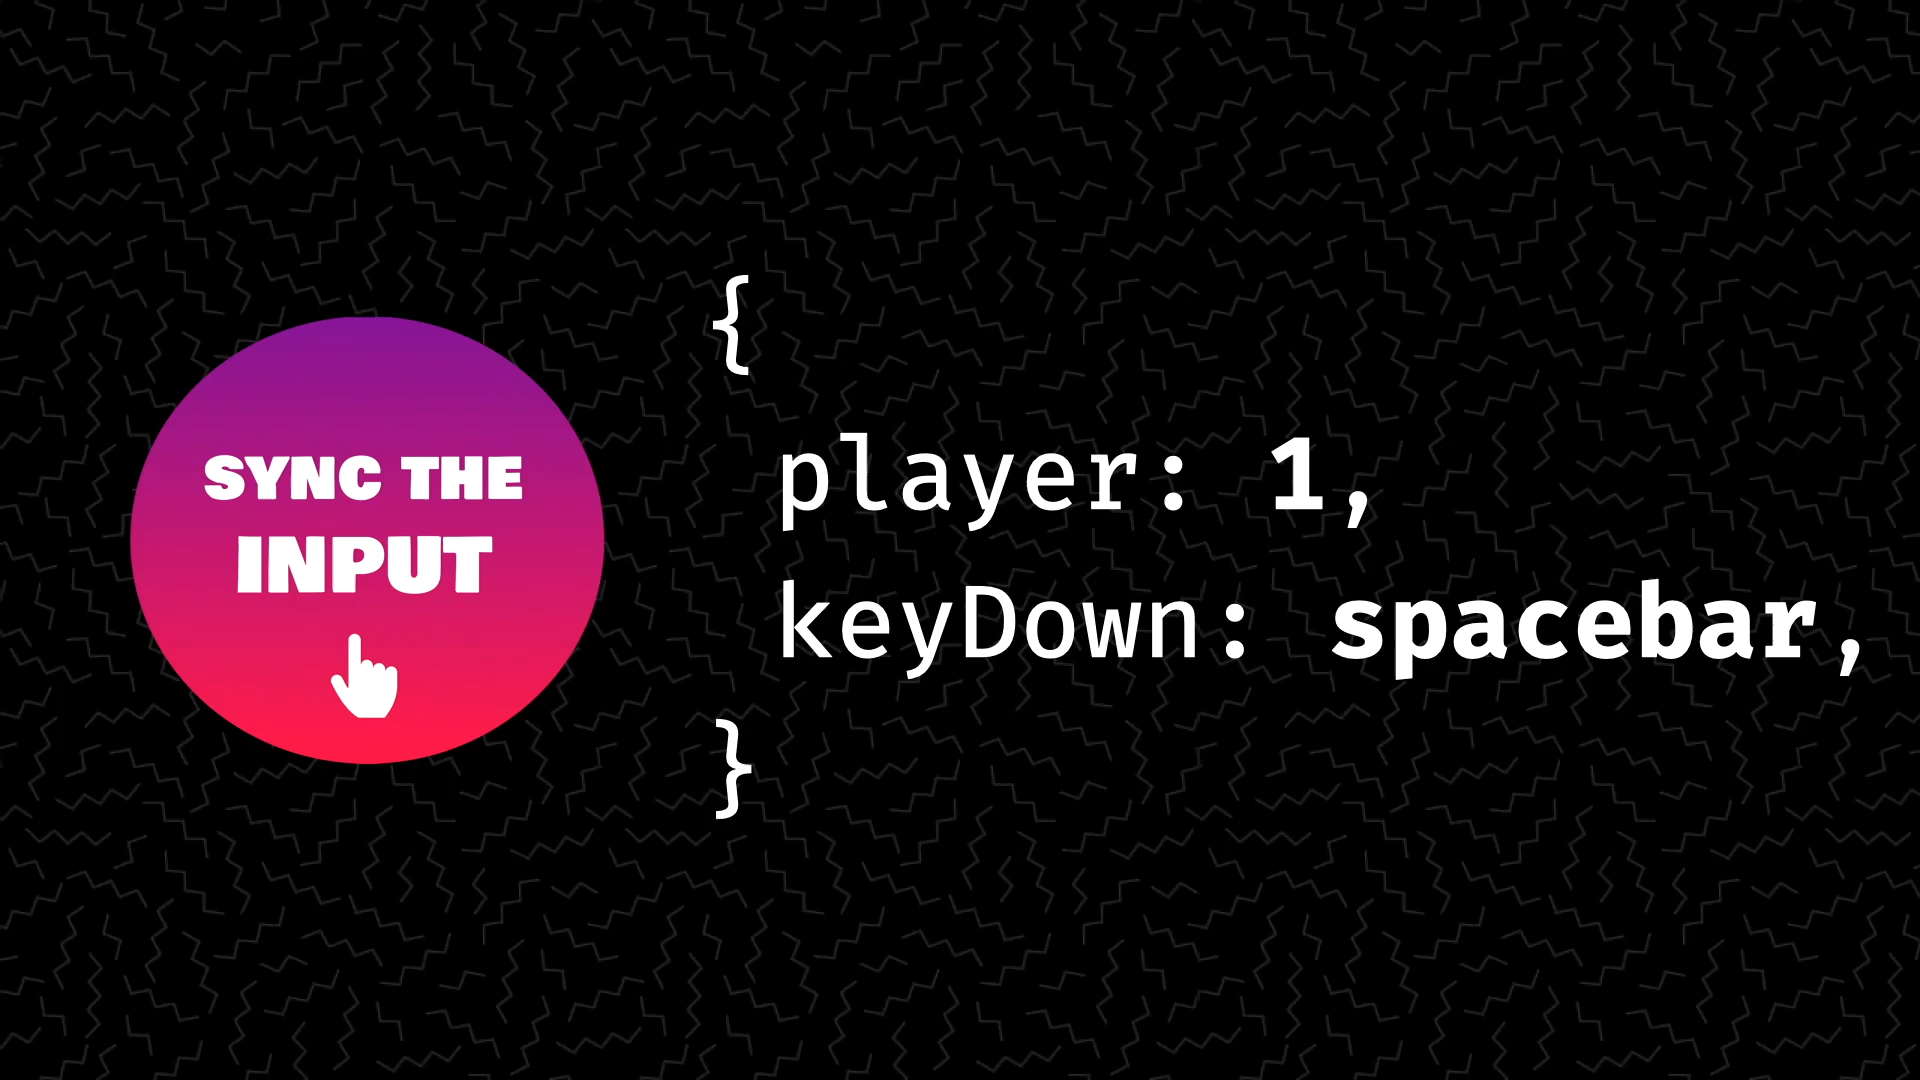 SYNC THE
INPUT
{
player: 1,
keyDown: spacebar,
}